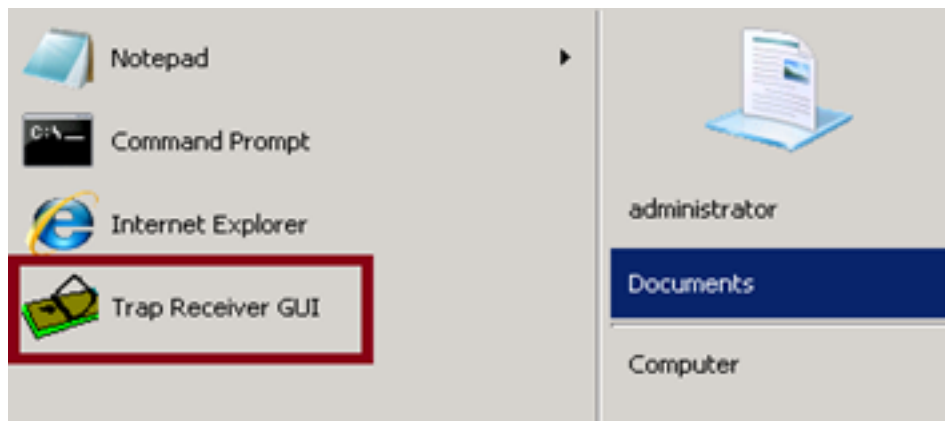 Notepad
C:\_
Command Prompt
Internet Explorer
Trap Receiver GUI
administrator
Documents
Computer